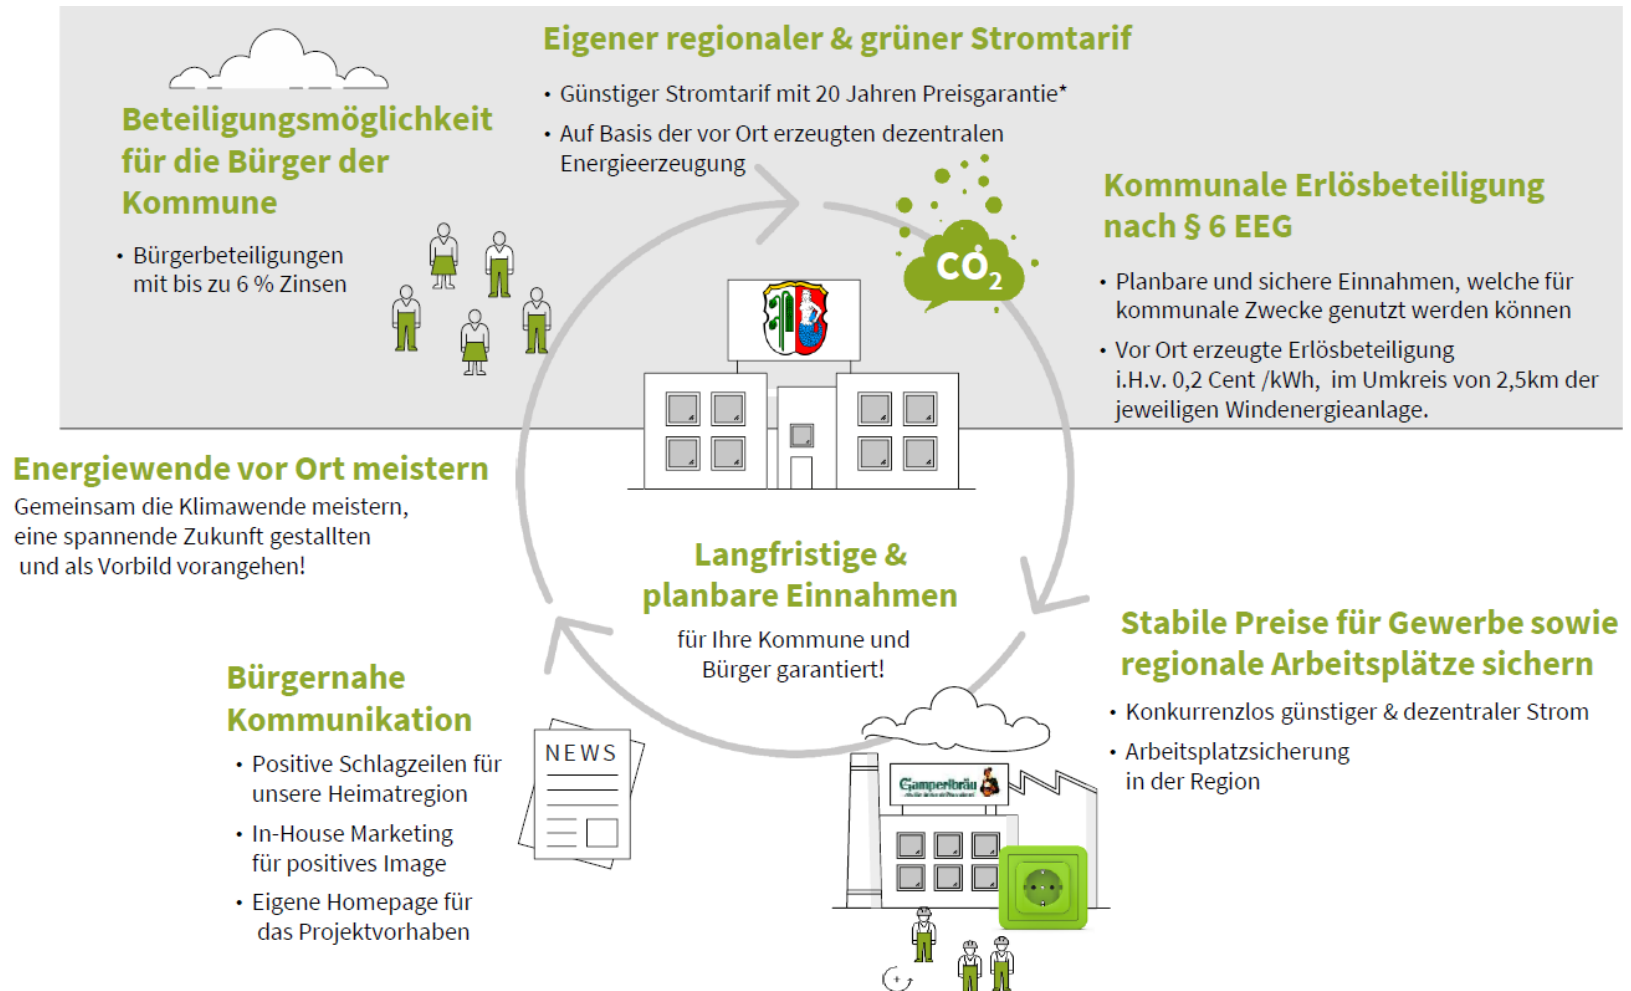 Eigener regionaler & grüner Stromtarif
• Günstiger Stromtarif mit 20 Jahren Preisgarantie*
• Auf Basis der vor Ort erzeugten dezentralen
Energieerzeugung
Beteiligungsmöglichkeit
für die Bürger der
Kommune
• Bürgerbeteiligungen
mit bis zu 6 % Zinsen
CO2
Kommunale Erlösbeteiligung
nach § 6 EEG
• Planbare und sichere Einnahmen, welche für
kommunale Zwecke genutzt werden können
• Vor Ort erzeugte Erlösbeteiligung
i.H.v. 0,2 Cent /kWh, im Umkreis von 2,5km der
jeweiligen Windenergieanlage.
Energiewende vor Ort meistern
Gemeinsam die Klimawende meistern,
eine spannende Zukunft gestallten
und als Vorbild vorangehen!
Langfristige &
planbare Einnahmen
für Ihre Kommune und
Bürger garantiert!
Stabile Preise für Gewerbe sowie
regionale Arbeitsplätze sichern
• Konkurrenzlos günstiger & dezentraler Strom
• Arbeitsplatzsicherung
in der Region
Bürgernahe
Kommunikation
• Positive Schlagzeilen für
unsere Heimatregion
• In-House Marketing
für positives Image
• Eigene Homepage für
das Projektvorhaben
NEWS
Gampertbräu